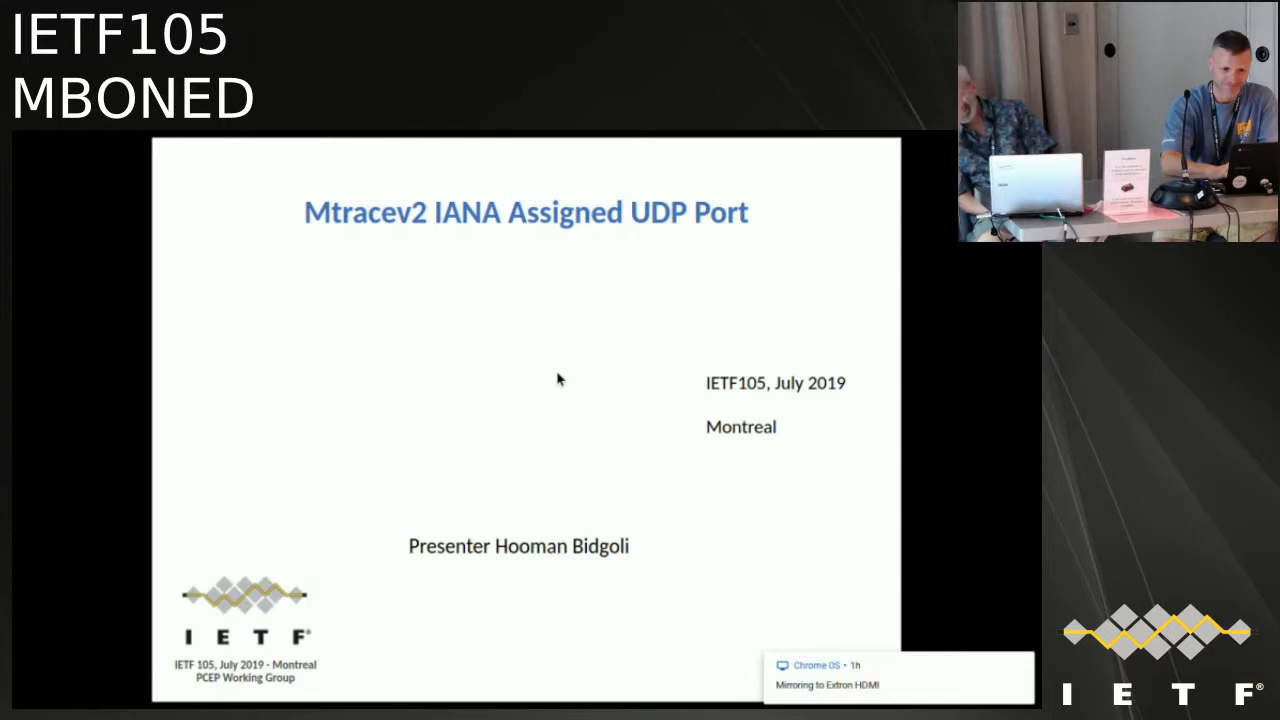 IETF105
MBONED
Mtracev2 IANA Assigned UDP Port
IETF105, July 2019
Montreal
Presenter Hooman Bidgoli
I E T F®
IETF 105, July 2019 - Montreal
PCEP Working Group
Chrome OS • 1h
Mirroring to Extron HDMI
I E T F®